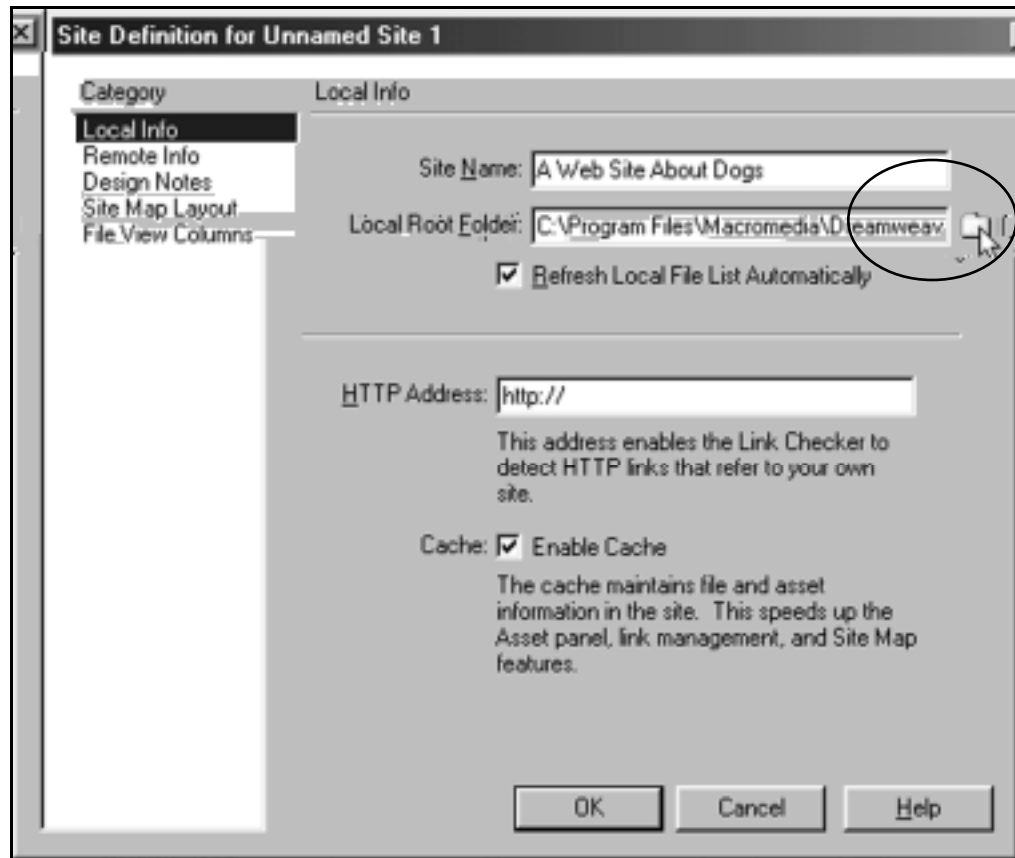 Site Definition for Unnamed Site 1
Category
Local Info
Remote Info
Design Notes
Site Map Layout
File View Columns
Local Info
Site Name: A Web Site About Dogs
Local Root Folder: C:\Program Files\Macromedia\Dreamweav
Refresh Local File List Automatically
HTTP Address: http://
This address enables the Link Checker to
detect HTTP links that refer to your own
site.
Cache: Enable Cache
The cache maintains file and asset
information in the site. This speeds up the
Asset panel, link management, and Site Map
features.
OK Cancel Help